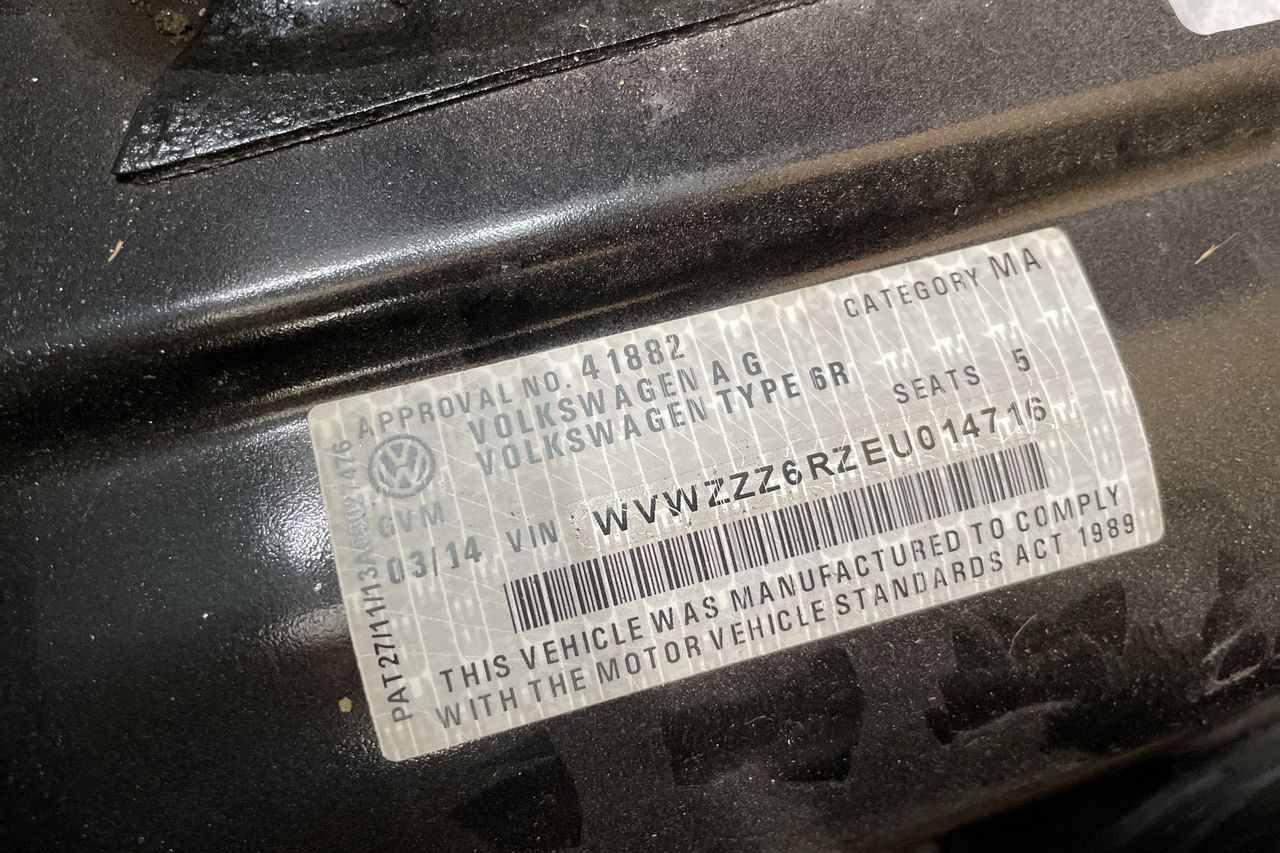 APPROVAL NO. 41882
CATEGORY MA
VOLKSWAGEN AG
VOLKSWAGEN TYPE 6R
SEATS 5
GVM
03/14 VIN WVWZZZ6RZEU014716
THIS VEHICLE WAS MANUFACTURED TO COMPLY
WITH THE MOTOR VEHICLE STANDARDS ACT 1989